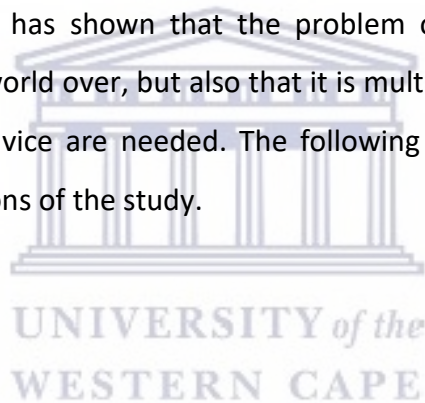 has shown that the problem
world over, but also that it is mult
vice are needed. The following
ons of the study.
UNIVERSITY of the
WESTERN CAPE